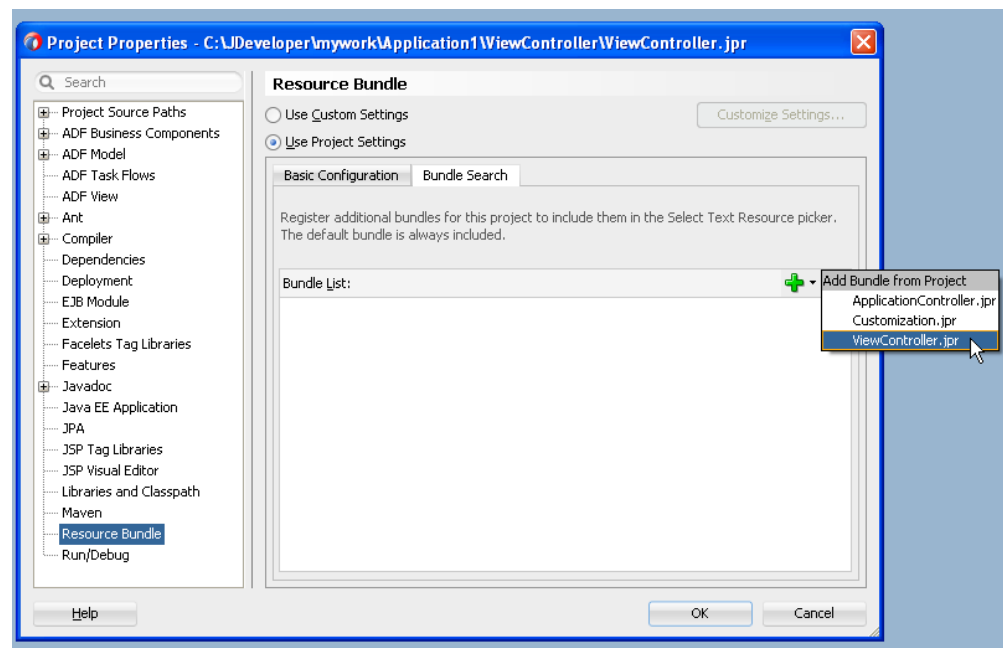 Project Properties - C:\JDeveloper\mywork\Application1\ViewController\ViewController.jpr
Search
Project Source Paths
ADF Business Components
ADF Model
ADF Task Flows
ADF View
Ant
Compiler
Dependencies
Deployment
EJB Module
Extension
Facelets Tag Libraries
Features
Javadoc
Java EE Application
JPA
JSP Tag Libraries
JSP Visual Editor
Libraries and Classpath
Maven
Resource Bundle
Run/Debug
Resource Bundle
Use Custom Settings
Customize Settings...
Use Project Settings
Basic Configuration
Bundle Search
Register additional bundles for this project to include them in the Select Text Resource picker.
The default bundle is always included.
Bundle List:
Add Bundle from Project
ApplicationController.jpr
Customization.jpr
ViewController.jpr
Help
OK
Cancel